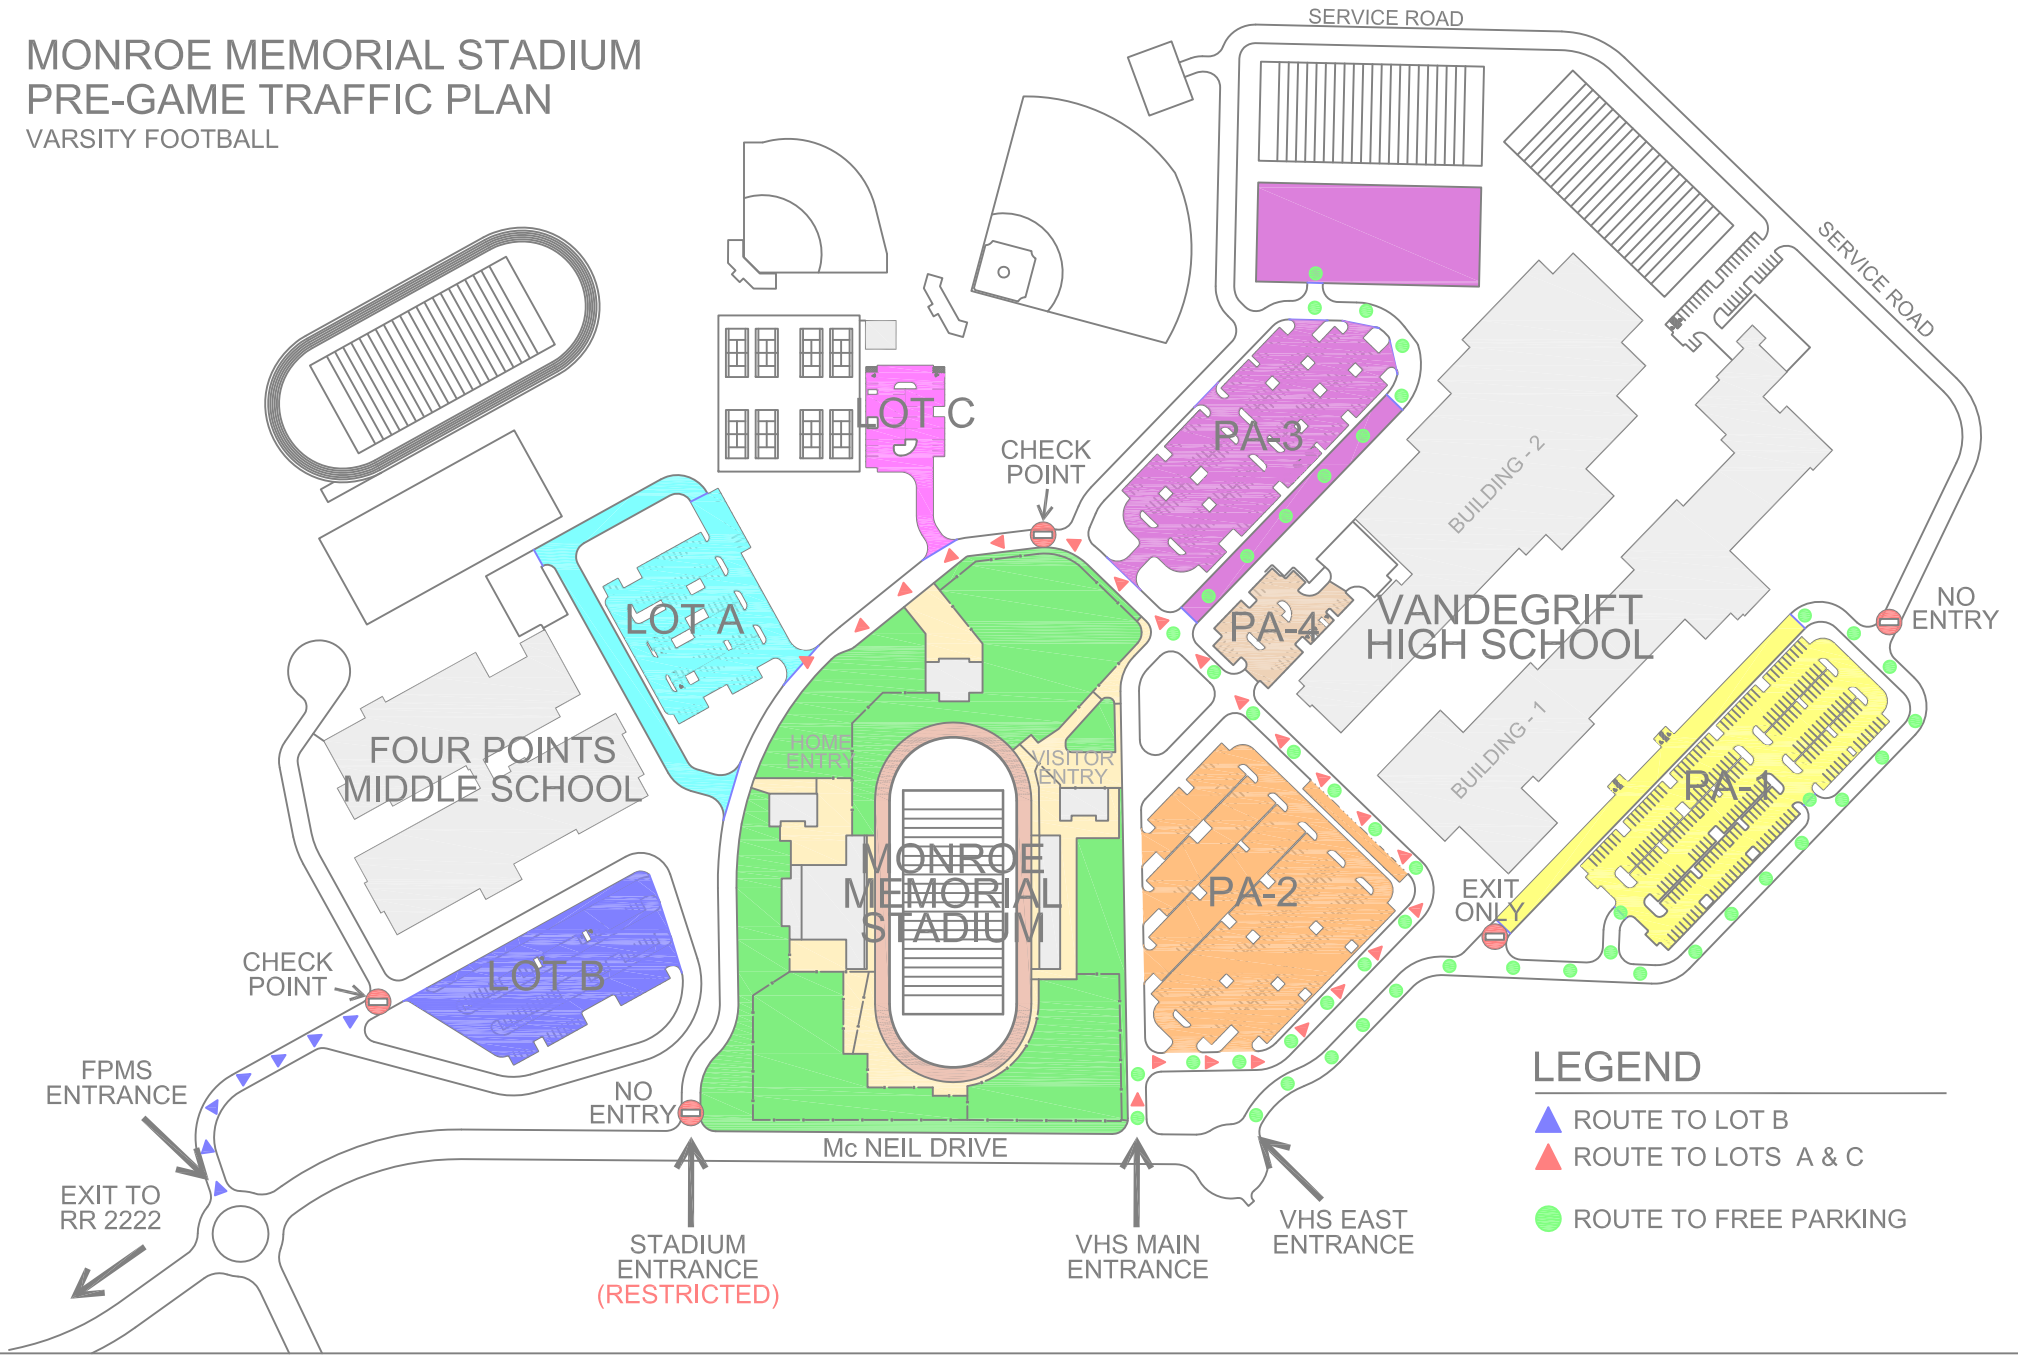 MONROE MEMORIAL STADIUM
PRE-GAME TRAFFIC PLAN
VARSITY FOOTBALL
SERVICE ROAD
SERVICE ROAD
LOT C
CHECK
POINT
PA-3
BUILDING - 2
LOT A
PA-4
VANDEGRIFT
HIGH SCHOOL
NO
ENTRY
FOUR POINTS
MIDDLE SCHOOL
HOME
ENTRY
VISITOR
ENTRY
BUILDING - 1
PA-1
MONROE
MEMORIAL
STADIUM
PA-2
EXIT
ONLY
CHECK
POINT
LOT B
FPMS
ENTRANCE
NO
ENTRY
Mc NEIL DRIVE
EXIT TO
RR 2222
STADIUM
ENTRANCE
(RESTRICTED)
VHS MAIN
ENTRANCE
VHS EAST
ENTRANCE
LEGEND
ROUTE TO LOT B
ROUTE TO LOTS A & C
ROUTE TO FREE PARKING